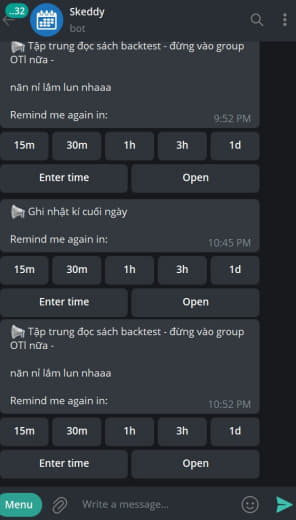 ..32
Skeddy
bot
Tập trung đọc sách backtest - đừng vào group
OTI nữa -
năn nỉ lắm lun nhaaa
Remind me again in:
9:52 PM
15m 30m 1h 3h 1d
Enter time Open
Ghi nhật kí cuối ngày
Remind me again in:
10:45 PM
15m 30m 1h 3h 1d
Enter time Open
Tập trung đọc sách backtest - đừng vào group
OTI nữa -
năn nỉ lắm lun nhaaa
Remind me again in:
10:52 PM
15m 30m 1h 3h 1d
Enter time Open
Menu Write a message...